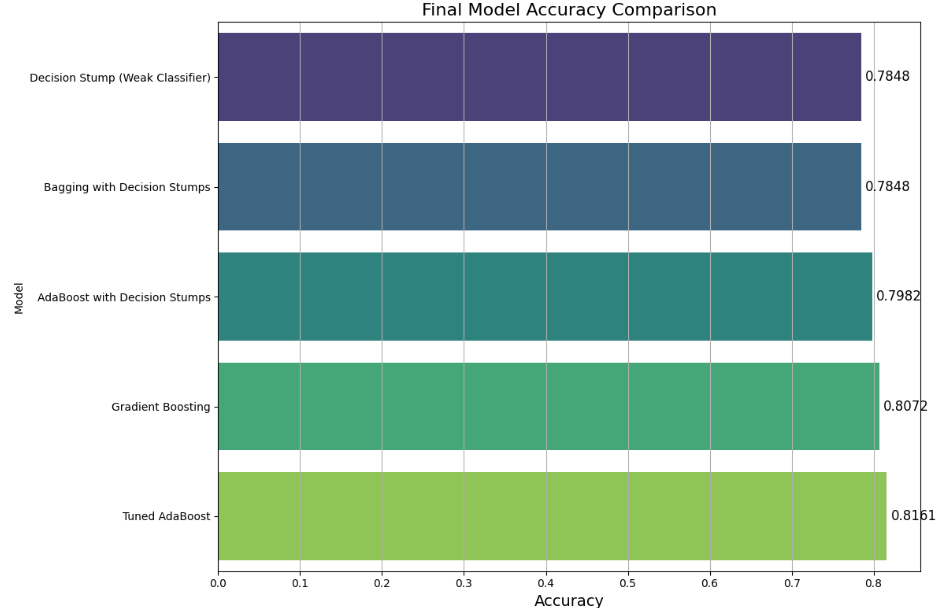 Final Model Accuracy Comparison
Decision Stump (Weak Classifier)
0.7848
Bagging with Decision Stumps
0.7848
Model
AdaBoost with Decision Stumps
0.7982
Gradient Boosting
0.8072
Tuned AdaBoost
0.8161
0.0 0.1 0.2 0.3 0.4 0.5 0.6 0.7 0.8
Accuracy